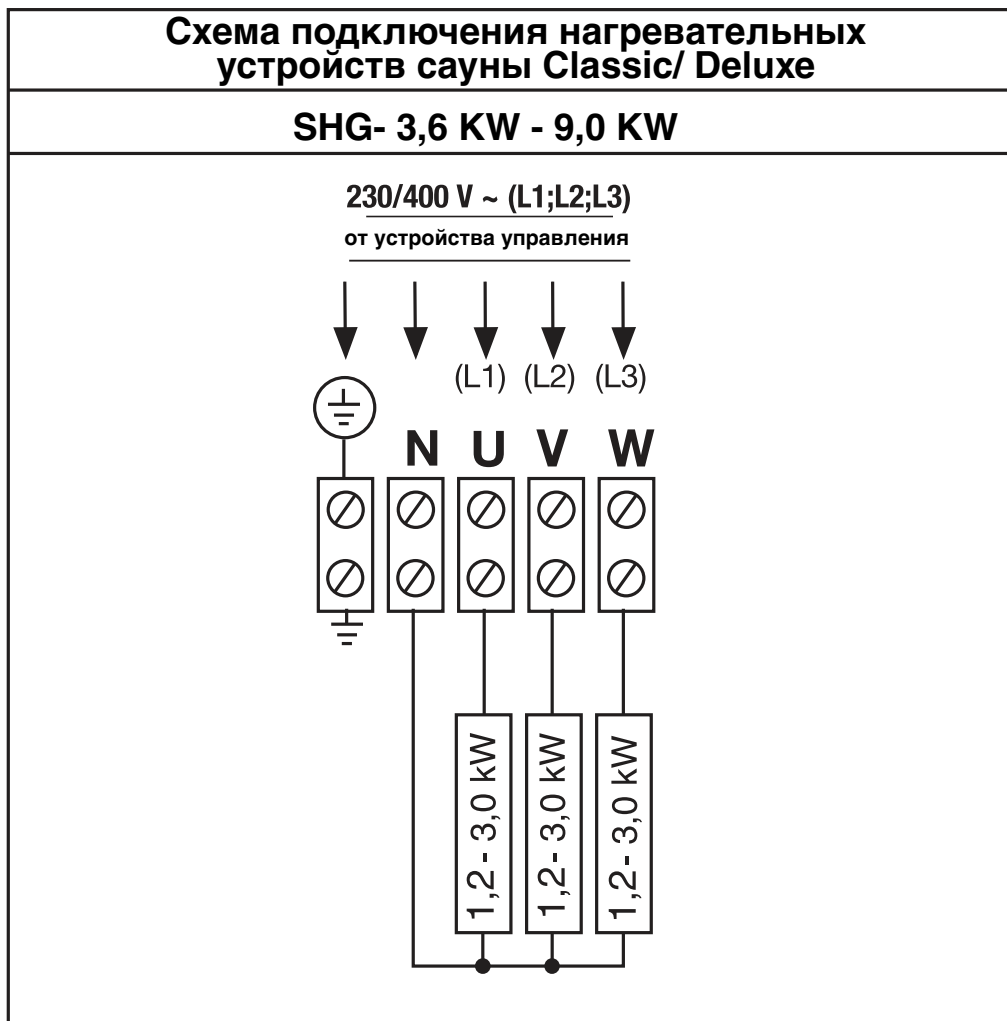 Схема подключения нагревательных
устройств сауны Classic/ Deluxe
SHG- 3,6 KW - 9,0 KW
230/400 V ~ (L1;L2;L3)
от устройства управления
(L1) (L2) (L3)
N U V W
1,2- 3,0 kW
1,2- 3,0 kW
1,2- 3,0 kW